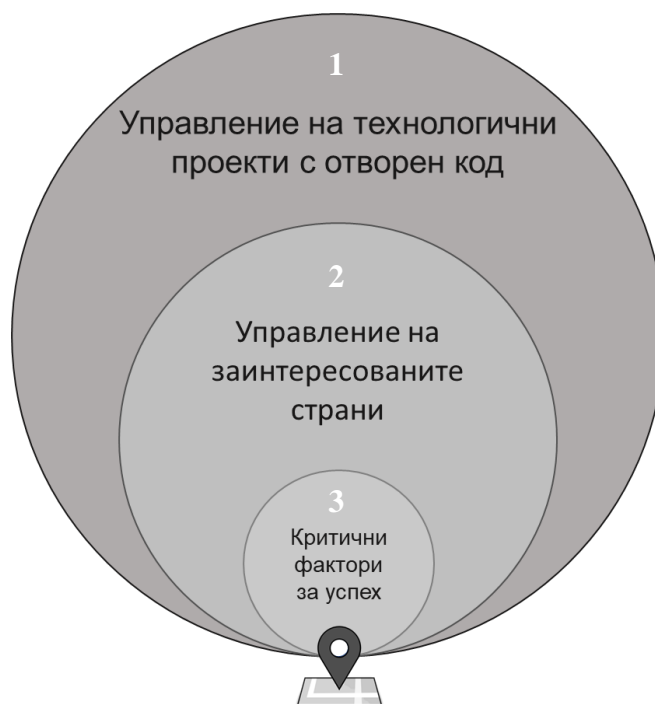 1
Управление на технологични
проекти с отворен код
2
Управление на
заинтересованите
страни
3
Критични
фактори
за успех